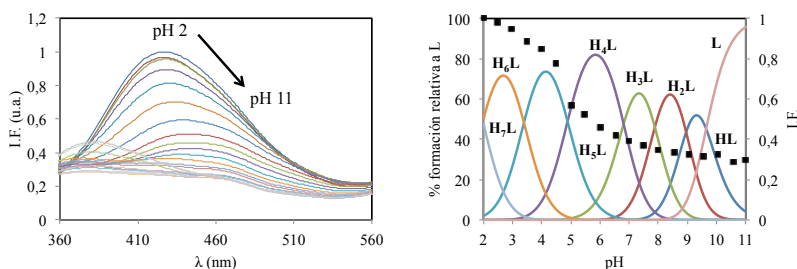 1,2
1
0,8
0,6
0,4
0,2
0
I.F. (u.a.)
pH 2
pH 11
360
410
460
510
560
λ (nm)
100
80
60
40
20
0
% formación relativa a L
H7L
H6L
H5L
H4L
H3L
H2L
HL
L
1
0.8
0.6
0.4
0.2
0
I.F.
2
3
4
5
6
7
8
9
10
11
pH